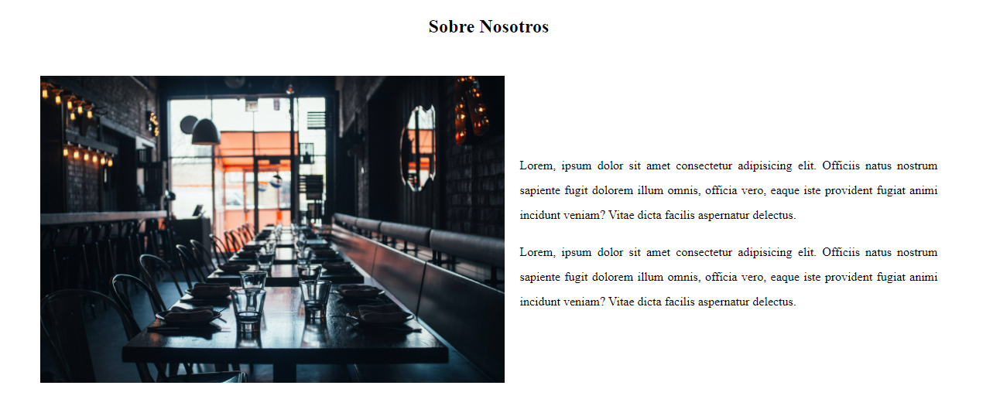 Sobre Nosotros
Lorem, ipsum dolor sit amet consectetur adipisicing elit. Officiis natus nostrum
sapiente fugit dolorem illum omnis, officia vero, eaque iste provident fugiat animi
incidunt veniam? Vitae dicta facilis aspernatur delectus.
Lorem, ipsum dolor sit amet consectetur adipisicing elit. Officiis natus nostrum
sapiente fugit dolorem illum omnis, officia vero, eaque iste provident fugiat animi
incidunt veniam? Vitae dicta facilis aspernatur delectus.